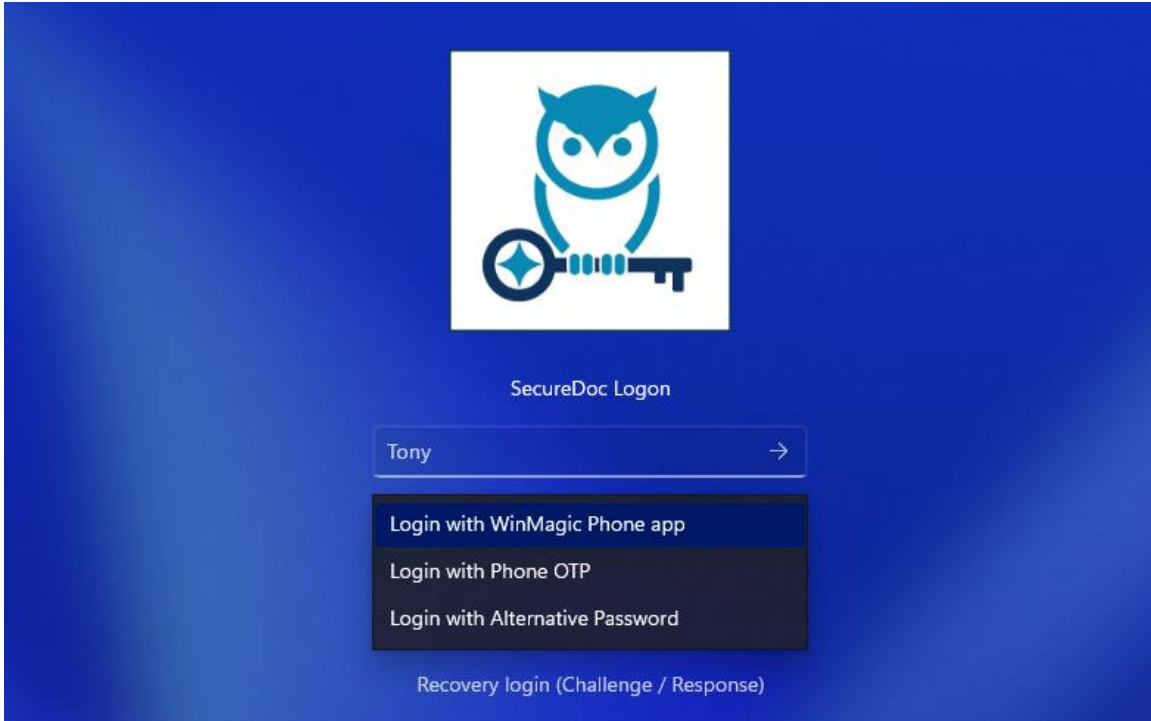 SecureDoc Logon
Tony
Login with WinMagic Phone app
Login with Phone OTP
Login with Alternative Password
Recovery login (Challenge / Response)